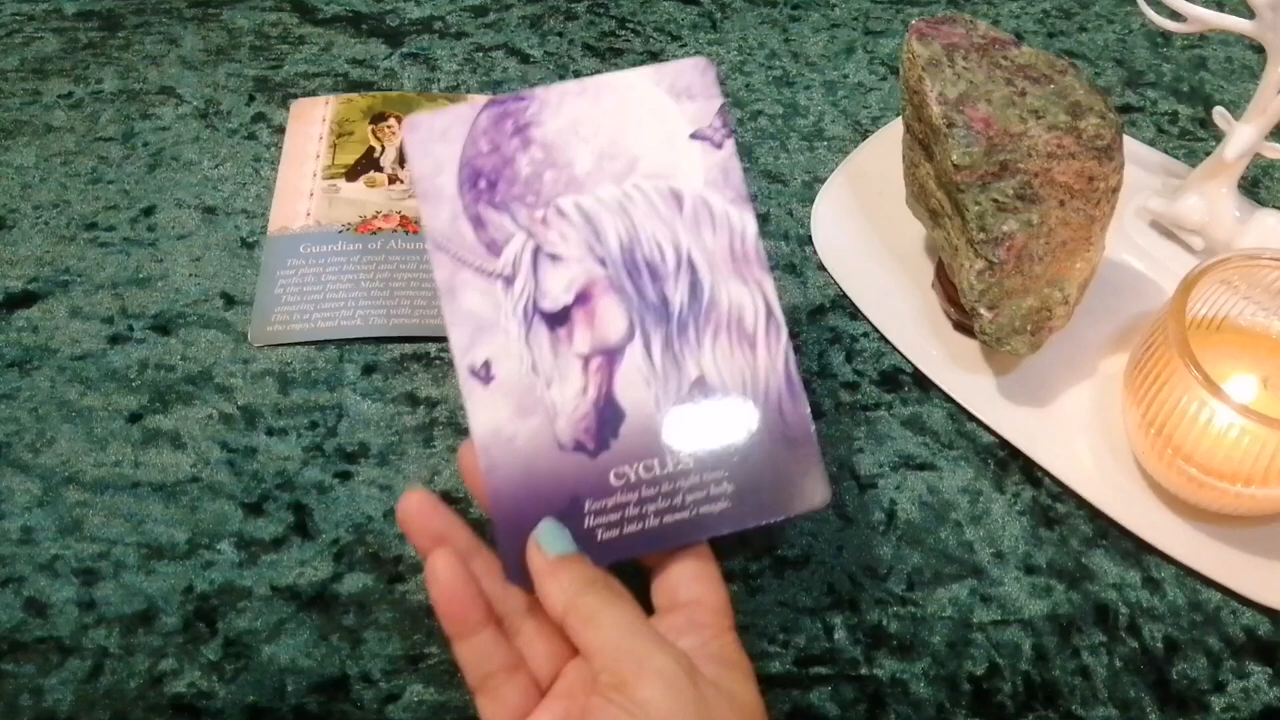 Guardian of Abun
This is a time of great success
your plans are blessed and will
perfectly. Unexpected job opportun
in the near future. Make sure to
This card indicates that someone
amazing career is involved in the
This is a powerful person with great
who enjoys hard work. This person
CYCLES
Everything has its right time.
Honour the cycles of your body.
Tune into the moon's magic.